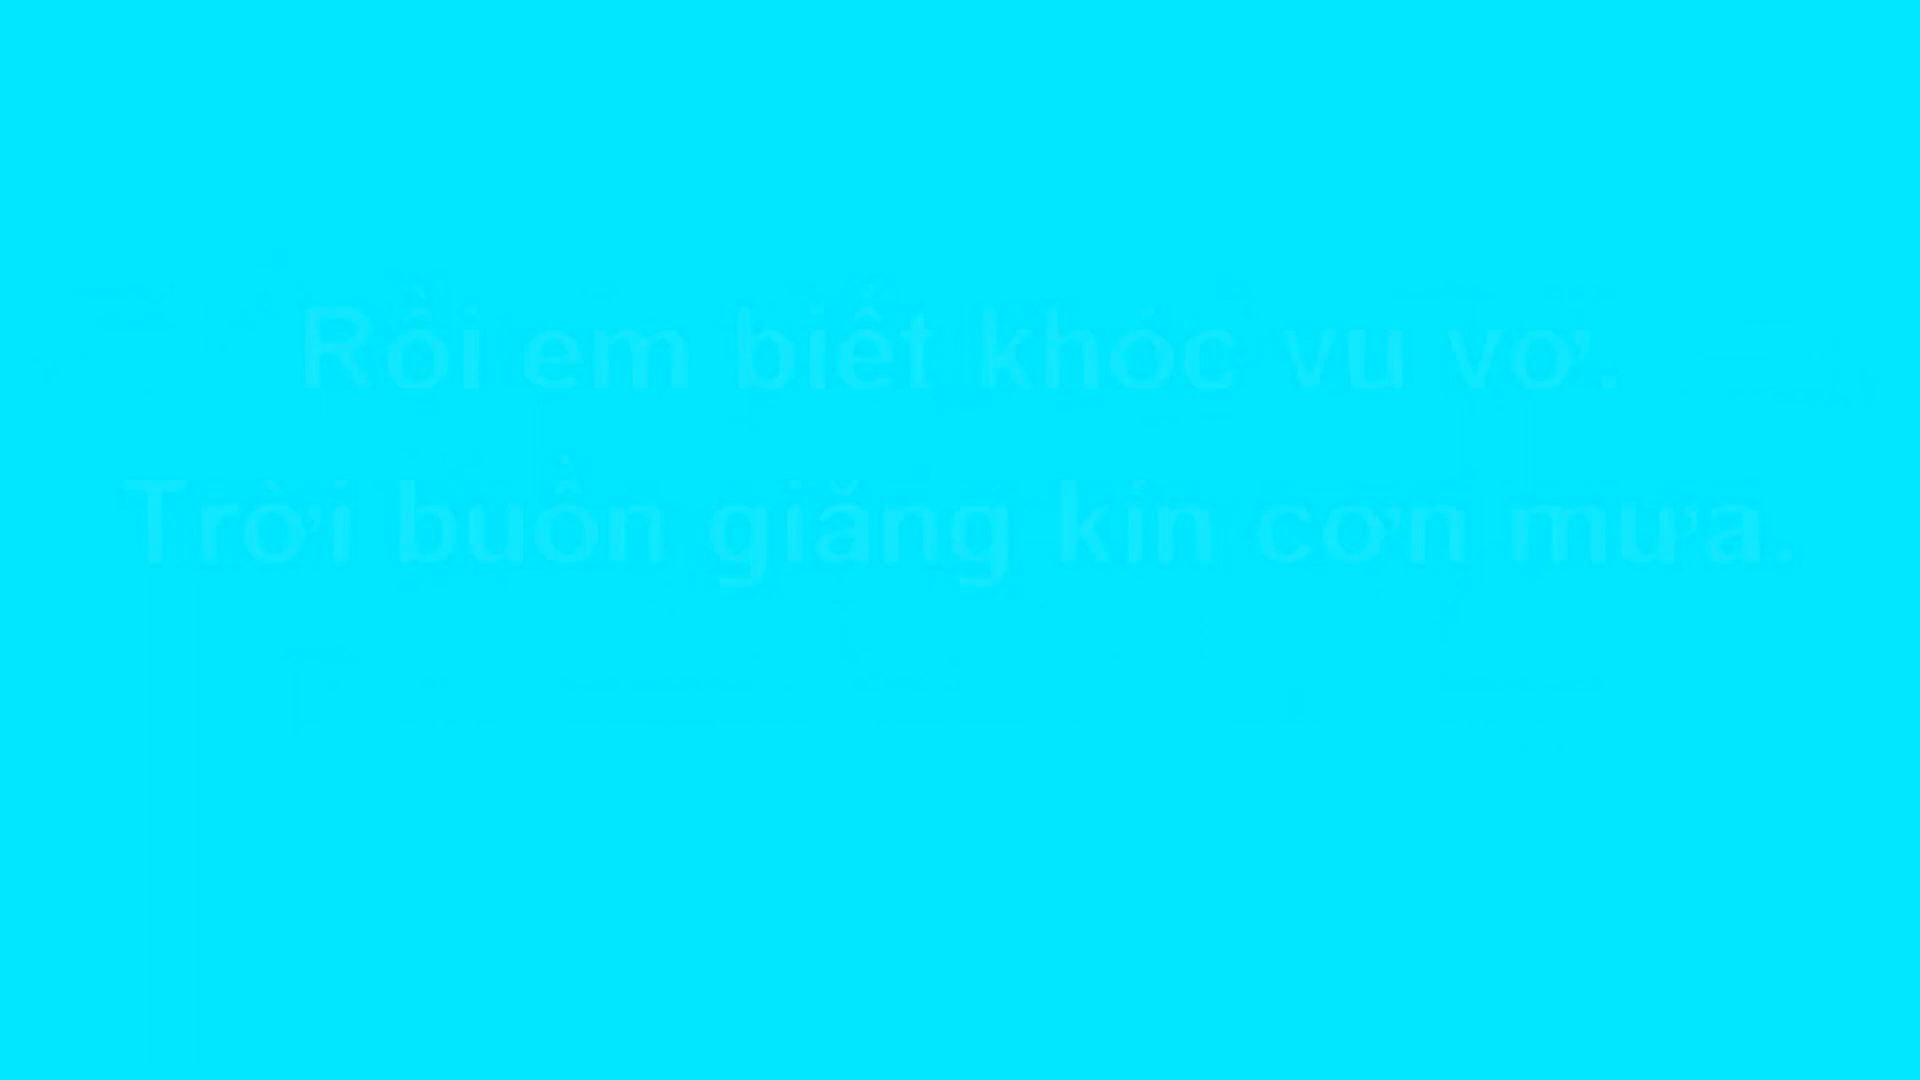 Rồi em biết khóc vu vơ.
Trời buồn giăng kín cơn mưa.